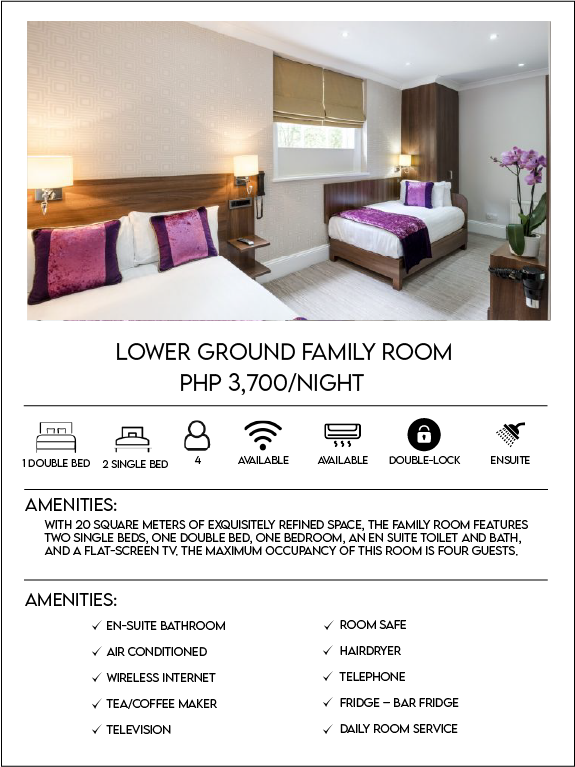 LOWER GROUND FAMILY ROOM
PHP 3,700/NIGHT
1 DOUBLE BED
2 SINGLE BED
4
AVAILABLE
AVAILABLE
DOUBLE-LOCK
ENSUITE
AMENITIES:
WITH 20 SQUARE METERS OF EXQUISITELY REFINED SPACE, THE FAMILY ROOM FEATURES
TWO SINGLE BEDS, ONE DOUBLE BED, ONE BEDROOM, AN EN SUITE TOILET AND BATH,
AND A FLAT-SCREEN TV. THE MAXIMUM OCCUPANCY OF THIS ROOM IS FOUR GUESTS.
AMENITIES:
✓ EN-SUITE BATHROOM
✓ AIR CONDITIONED
✓ WIRELESS INTERNET
✓ TEA/COFFEE MAKER
✓ TELEVISION
✓ ROOM SAFE
✓ HAIRDRYER
✓ TELEPHONE
✓ FRIDGE – BAR FRIDGE
✓ DAILY ROOM SERVICE